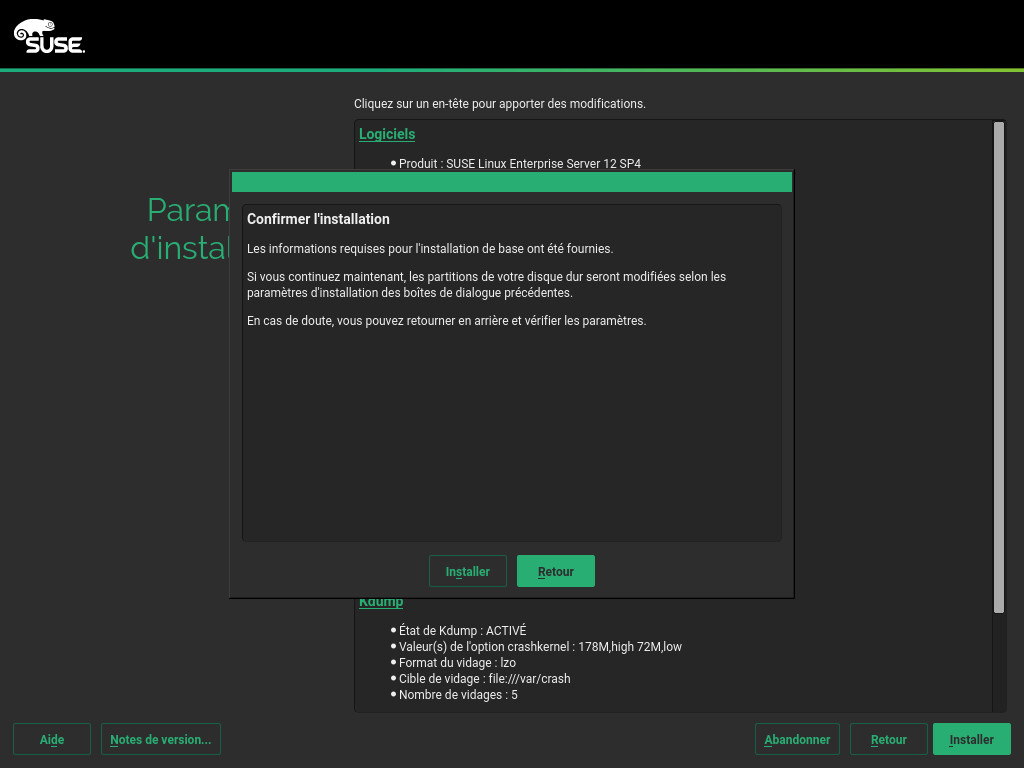 SUSE.
Cliquez sur un en-tête pour apporter des modifications.
Logiciels
Produit : SUSE Linux Enterprise Server 12 SP4
Confirmer l'installation
Les informations requises pour l'installation de base ont été fournies.
Si vous continuez maintenant, les partitions de votre disque dur seront modifiées selon les
paramètres d'installation des boîtes de dialogue précédentes.
En cas de doute, vous pouvez retourner en arrière et vérifier les paramètres.
Installer Retour
Kdump
État de Kdump : ACTIVÉ
Valeur(s) de l'option crashkernel : 178M,high 72M,low
Format du vidage : lzo
Cible de vidage : file:///var/crash
Nombre de vidages : 5
Aide Notes de version... Abandonner Retour Installer